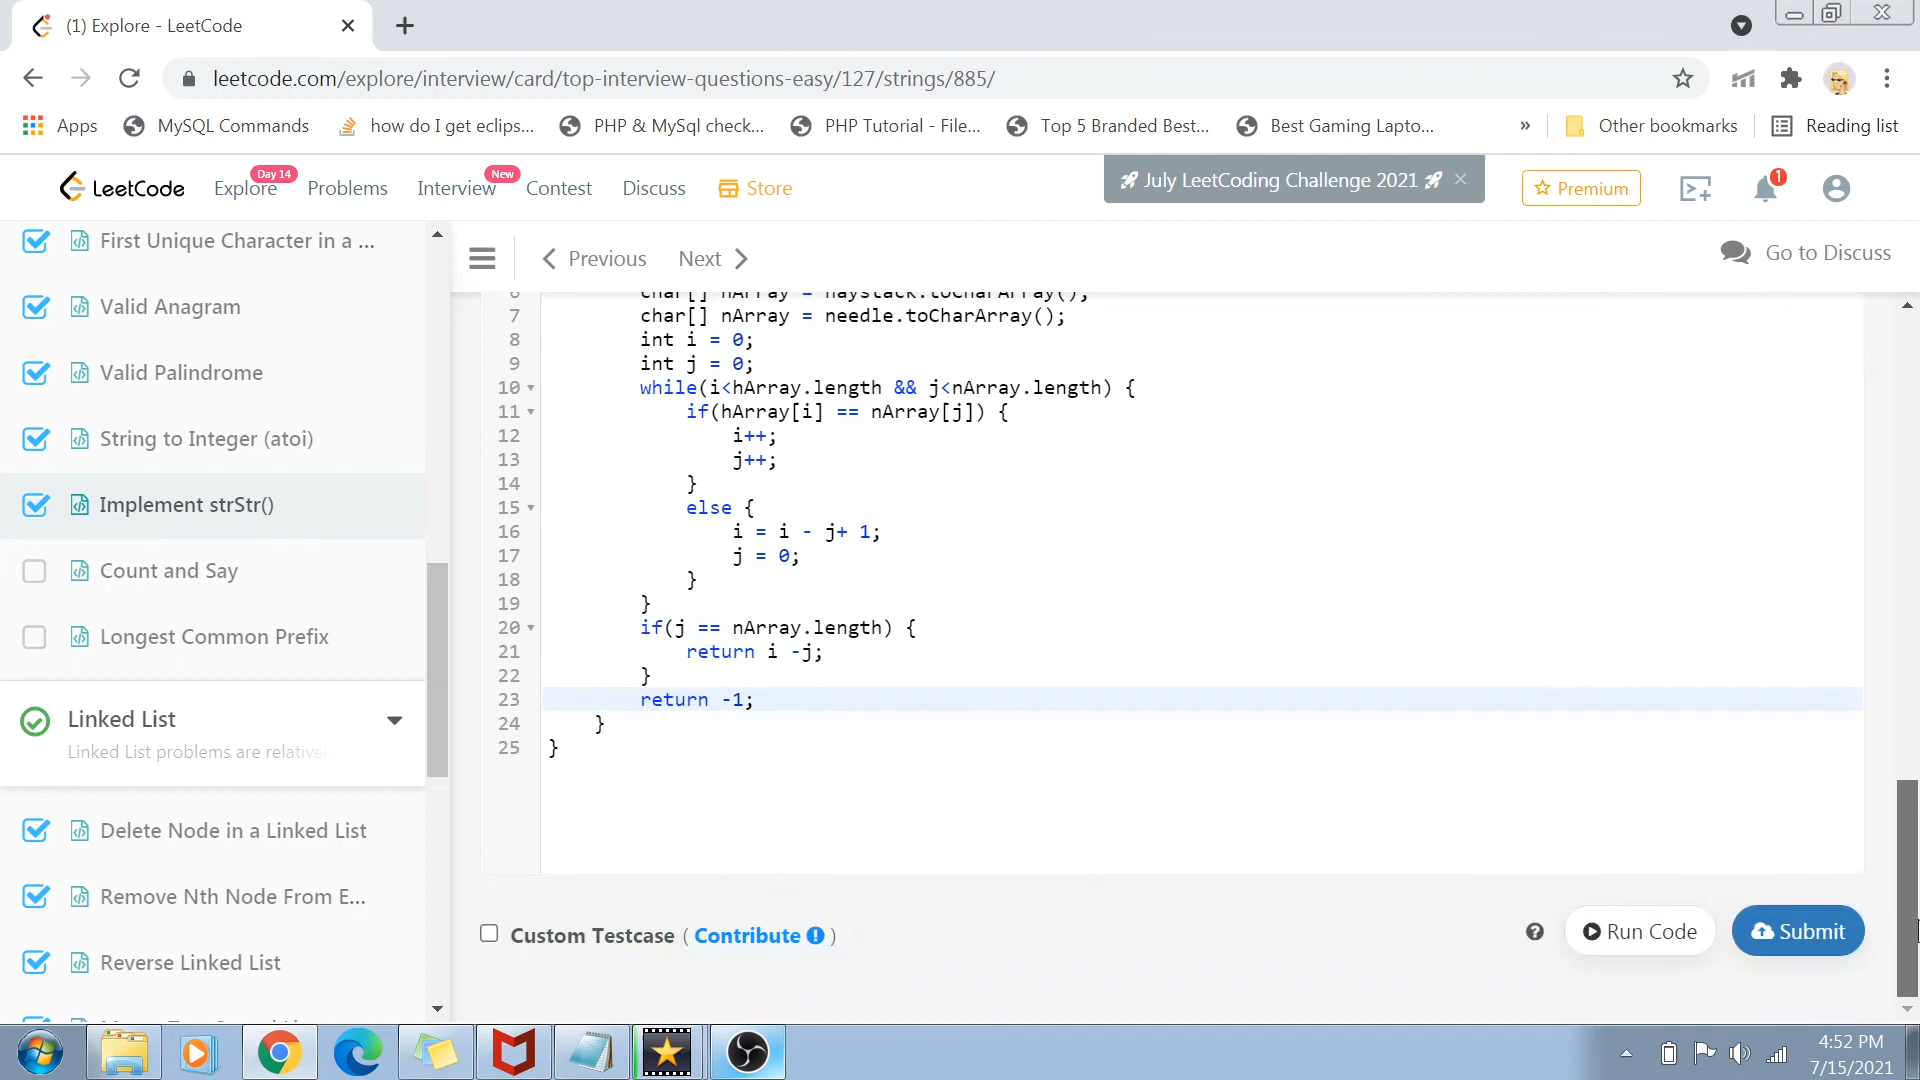 (1) Explore - LeetCode
leetcode.com/explore/interview/card/top-interview-questions-easy/127/strings/885/
Apps MySQL Commands how do I get eclips... PHP & MySql check... PHP Tutorial - File... Top 5 Branded Best... Best Gaming Lapto... » Other bookmarks Reading list
LeetCode Explore Day 14 Problems Interview New Contest Discuss Store July LeetCoding Challenge 2021 Premium 1
First Unique Character in a ...
Valid Anagram
Valid Palindrome
String to Integer (atoi)
Implement strStr()
Count and Say
Longest Common Prefix
Linked List
Linked List problems are relative
Delete Node in a Linked List
Remove Nth Node From E...
Reverse Linked List
Previous Next Go to Discuss
7 char[] nArray = needle.toCharArray();
8 int i = 0;
9 int j = 0;
10 while(i<hArray.length && j<nArray.length) {
11 if(hArray[i] == nArray[j]) {
12 i++;
13 j++;
14 }
15 else {
16 i = i - j+ 1;
17 j = 0;
18 }
19 }
20 if(j == nArray.length) {
21 return i -j;
22 }
23 return -1;
24 }
25 }
Custom Testcase ( Contribute ) Run Code Submit
4:52 PM
7/15/2021